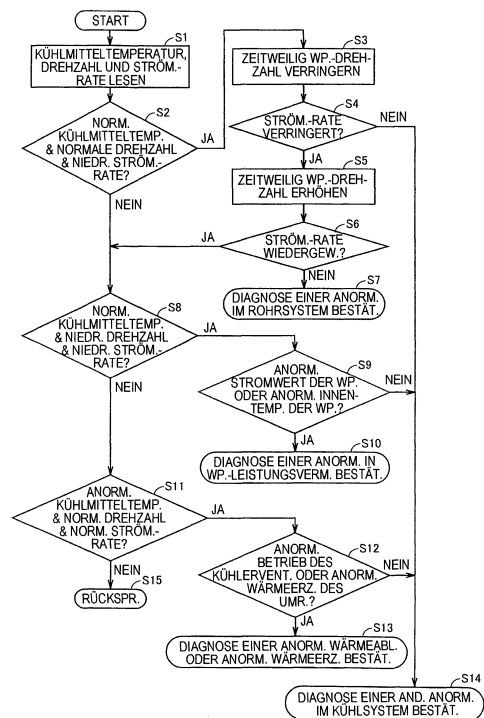 START
S1
KÜHLMITTELTEMPERATUR,
DREHZAHL UND STRÖM.-
RATE LESEN
S2
NORM.
KÜHLMITTELTEMP.
& NORMALE DREHZAHL
& NIEDR. STRÖM.-
RATE?
JA
NEIN
S3
ZEITWEILIG WP.-DREH-
ZAHL VERRINGERN
S4
STRÖM.-RATE
VERRINGERT?
NEIN
JA
S5
ZEITWEILIG WP.-DREH-
ZAHL ERHÖHEN
S6
STRÖM.-RATE
WIEDERGEW.?
JA
NEIN
S7
DIAGNOSE EINER ANORM.
IM ROHRSYSTEM BESTÄT.
S8
NORM.
KÜHLMITTELTEMP.
& NIEDR. DREHZAHL
& NIEDR. STRÖM.-
RATE?
JA
NEIN
S9
ANORM.
STROMWERT DER WP.
ODER ANORM. INNEN-
TEMP. DER WP.?
NEIN
JA
S10
DIAGNOSE EINER ANORM. IN
WP.-LEISTUNGSVERM. BESTÄT.
S11
ANORM.
KÜHLMITTELTEMP.
& NORM. DREHZAHL
& NORM. STRÖM.-
RATE?
JA
NEIN
S15
RÜCKSPR.
S12
ANORM.
BETRIEB DES
KÜHLERVENT. ODER ANORM.
WÄRMEERZ. DES
UMR.?
NEIN
JA
S13
DIAGNOSE EINER ANORM. WÄRMEABL.
ODER ANORM. WÄRMEERZ. BESTÄT.
S14
DIAGNOSE EINER AND. ANORM.
IM KÜHLSYSTEM BESTÄT.